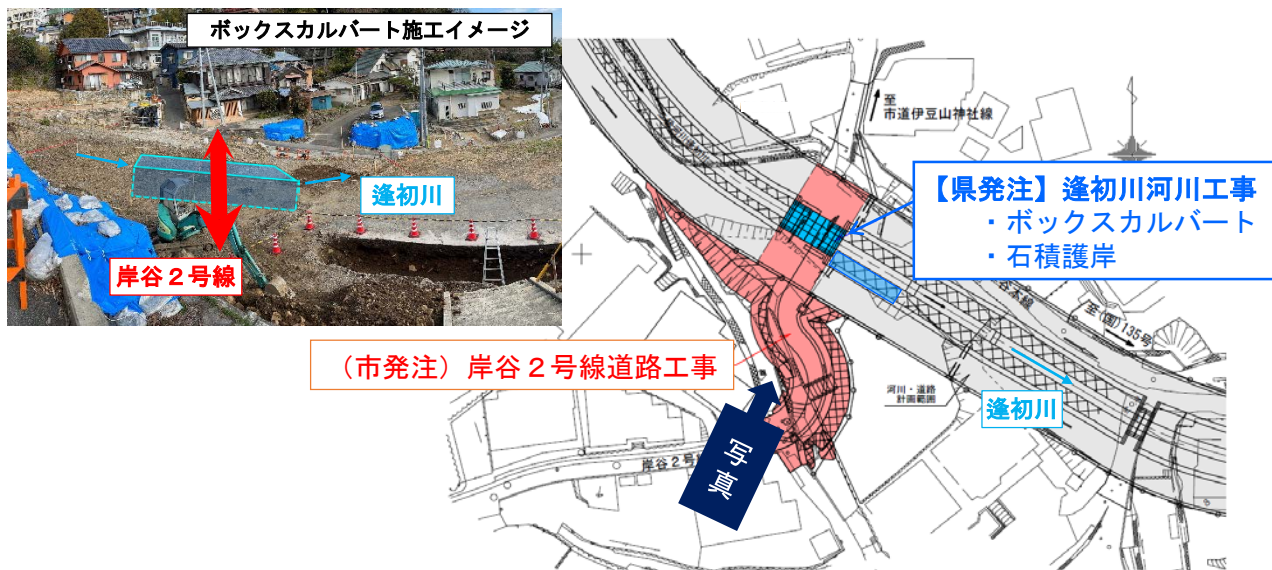 ボックスカルバート施工イメージ
逢初川
岸谷２号線
至
市道伊豆山神社線
【県発注】逢初川河川工事
・ボックスカルバート
・石積護岸
至（国）135号
（市発注）岸谷２号線道路工事
河川・道路
計画範囲
逢初川
写真
岸谷２号線